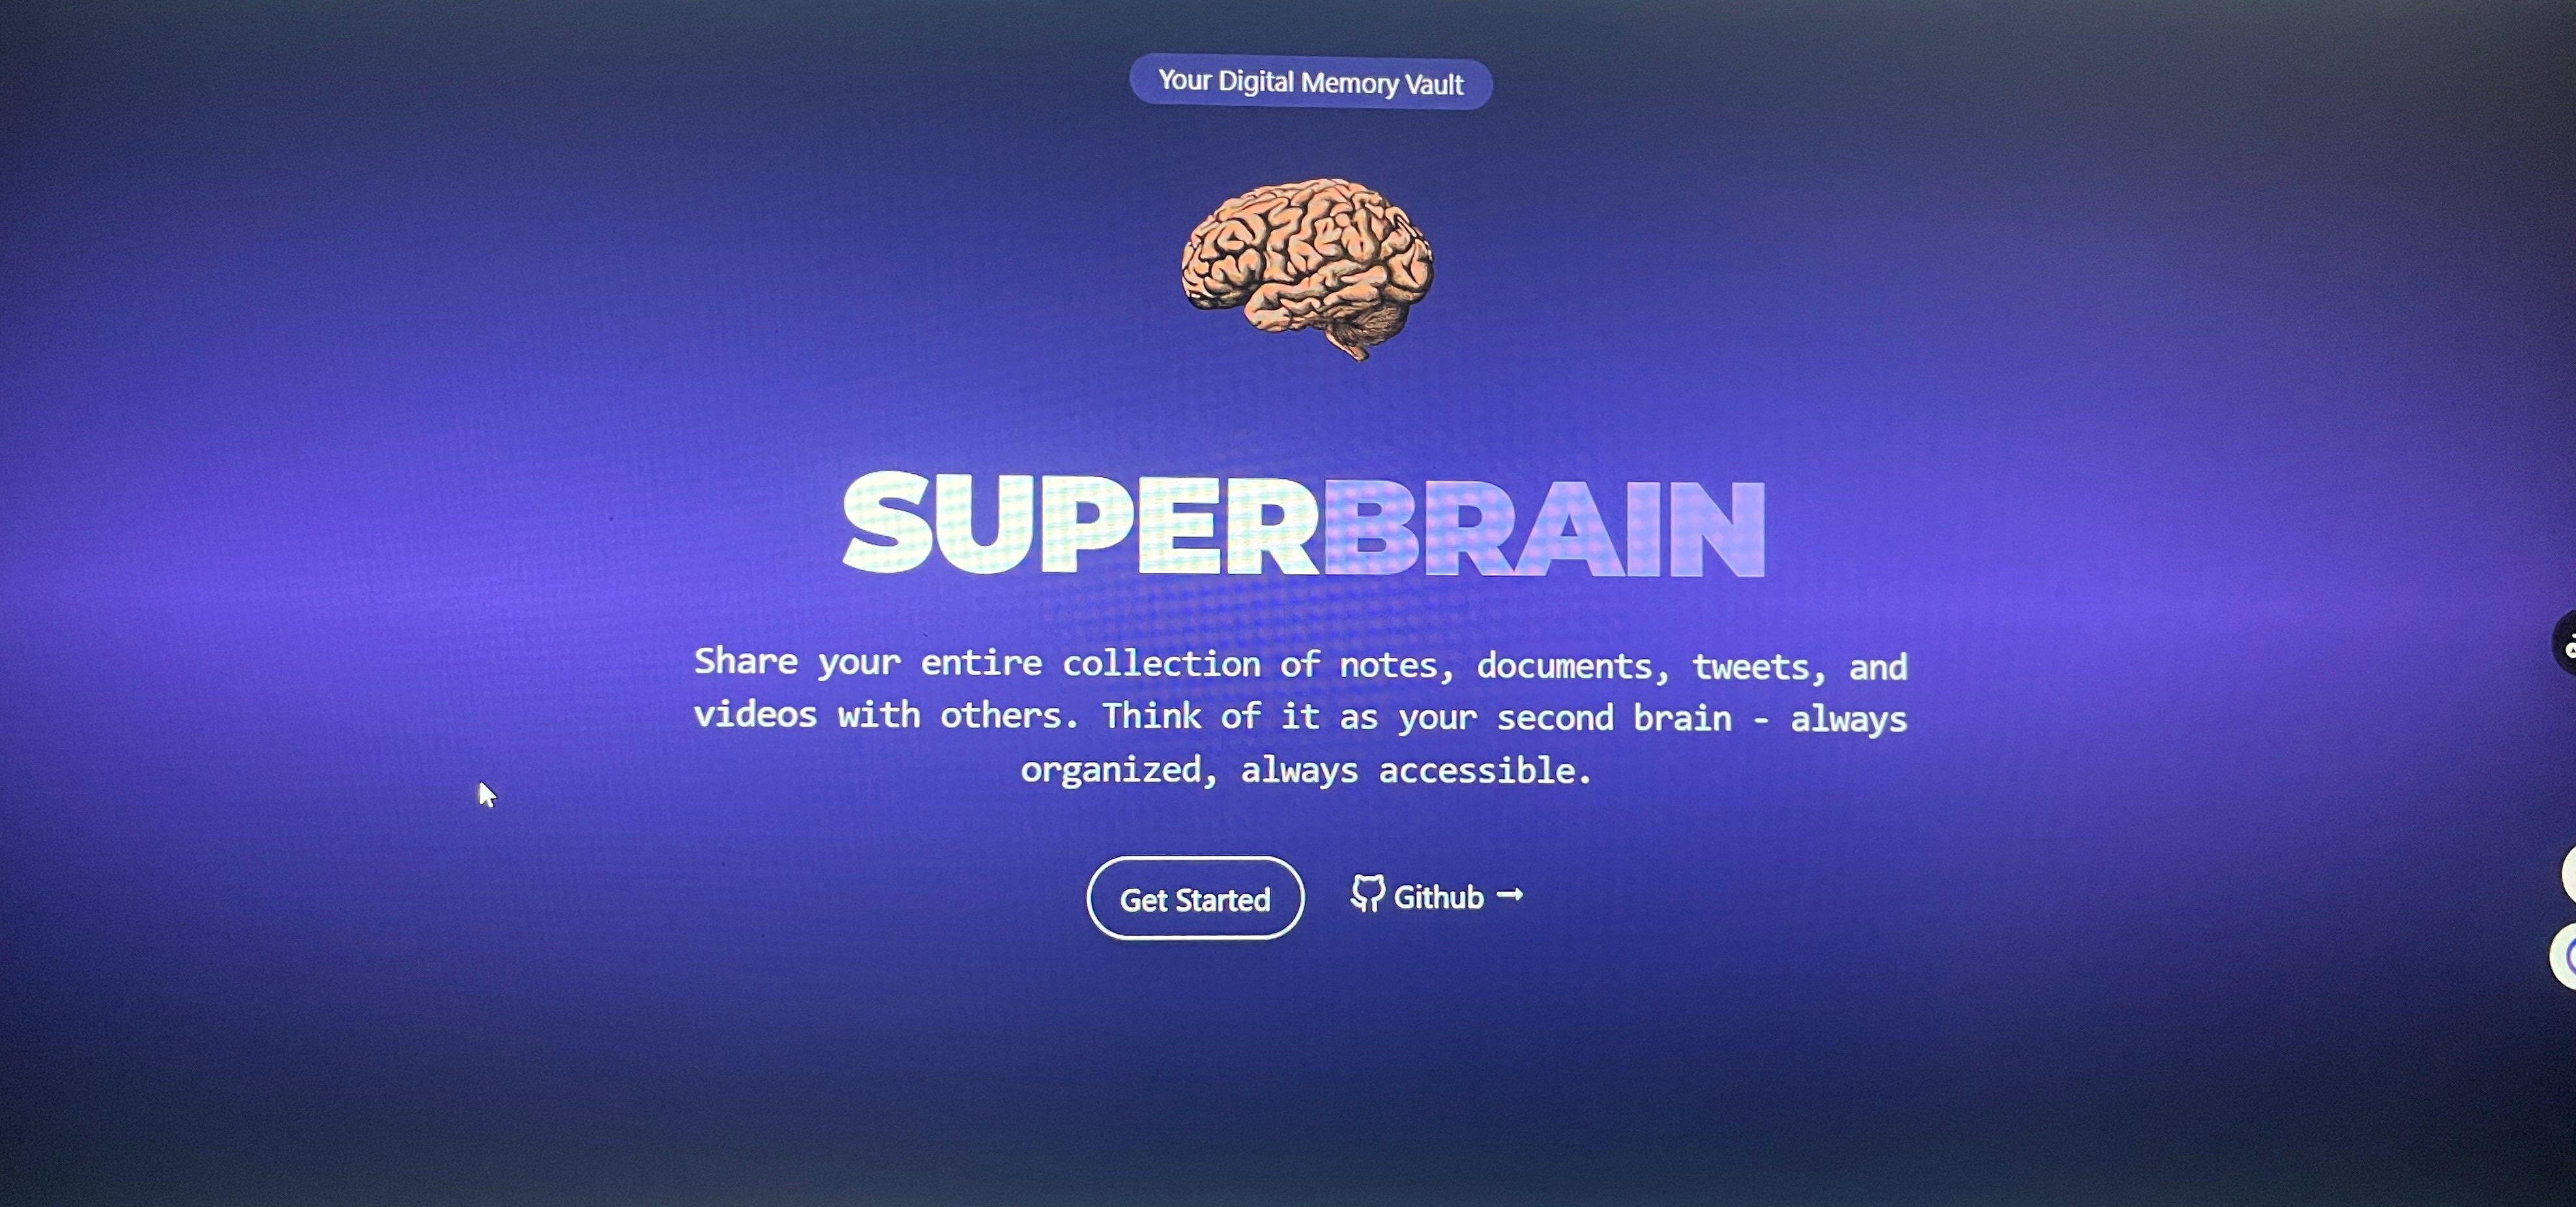 Your Digital Memory Vault
SUPERBRAIN
Share your entire collection of notes, documents, tweets, and
videos with others. Think of it as your second brain - always
organized, always accessible.
Get Started
Github →